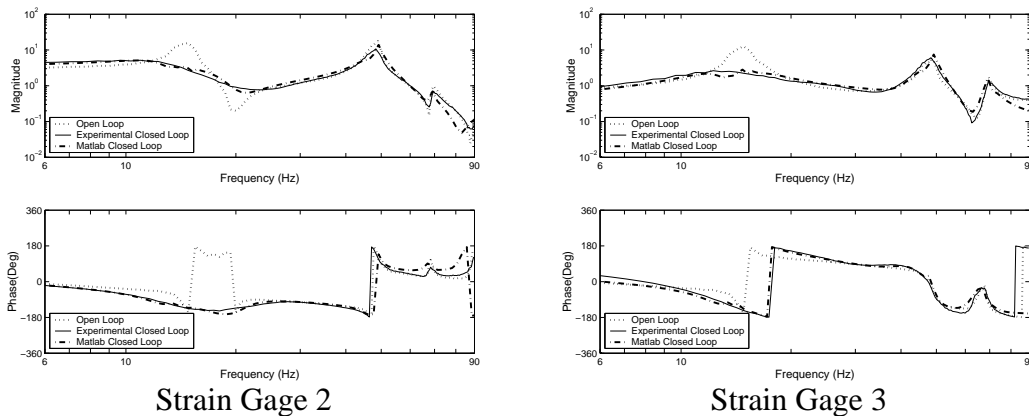 10²
10¹
10⁰
10⁻¹
10⁻²
Magnitude
Open Loop
Experimental Closed Loop
Matlab Closed Loop
6 10 90
Frequency (Hz)
360
180
0
−180
−360
Phase(Deg)
Open Loop
Experimental Closed Loop
Matlab Closed Loop
6 10 90
Frequency (Hz)
Strain Gage 2
10²
10¹
10⁰
10⁻¹
10⁻²
Magnitude
Open Loop
Experimental Closed Loop
Matlab Closed Loop
6 10 9
Frequency (Hz)
360
180
0
−180
−360
Phase(Deg)
Open Loop
Experimental Closed Loop
Matlab Closed Loop
6 10 9
Frequency (Hz)
Strain Gage 3